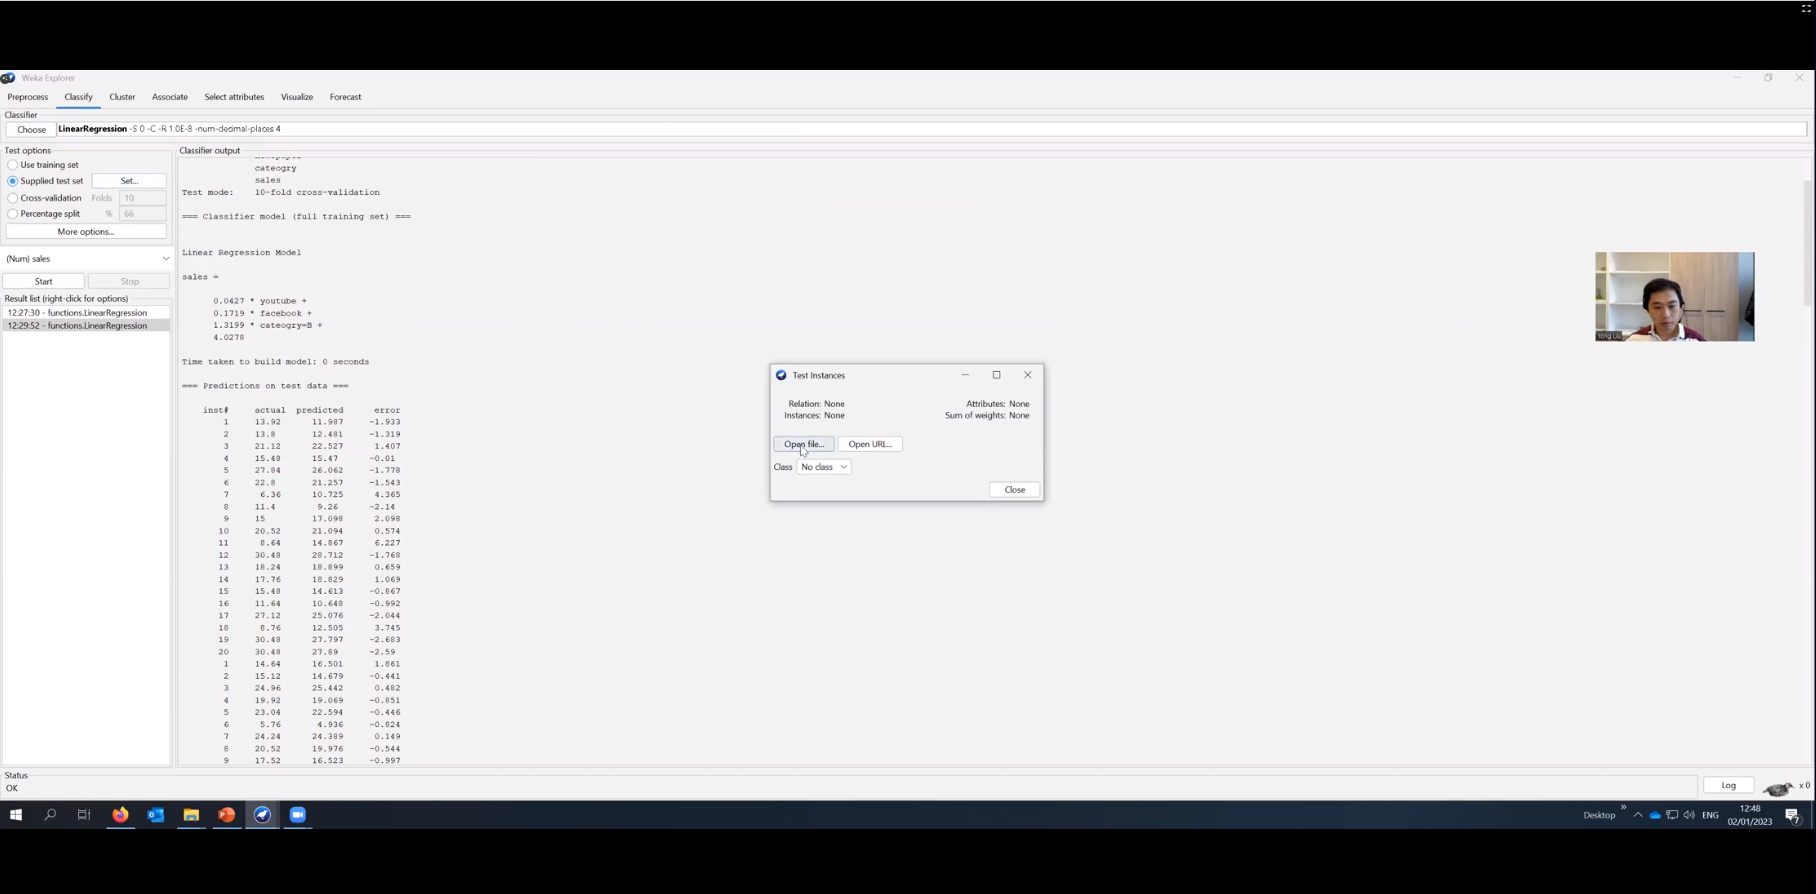 Weka Explorer
Preprocess Classify Cluster Associate Select attributes Visualize Forecast
Classifier
Choose LinearRegression -S 0 -C -R 1.0E-8 -num-decimal-places 4
Test options
Use training set
Supplied test set Set...
Cross-validation Folds 10
Percentage split % 66
More options...
(Num) sales
Start Stop
Result list (right-click for options)
12:27:30 - functions.LinearRegression
12:29:52 - functions.LinearRegression
Classifier output
cateogry
sales
Test mode: 10-fold cross-validation
=== Classifier model (full training set) ===
Linear Regression Model
sales =
0.0427 * youtube +
0.1719 * facebook +
1.3199 * cateogry=B +
4.0278
Time taken to build model: 0 seconds
=== Predictions on test data ===
inst# actual predicted error
1 13.92 11.987 -1.933
2 13.8 12.481 -1.319
3 21.12 22.527 1.407
4 15.48 15.47 -0.01
5 27.84 26.062 -1.778
6 22.8 21.257 -1.543
7 6.36 10.725 4.365
8 11.4 9.26 -2.14
9 15 17.098 2.098
10 20.52 21.094 0.574
11 8.64 14.867 6.227
12 30.48 28.712 -1.768
13 18.24 18.899 0.659
14 17.76 18.829 1.069
15 15.48 14.613 -0.867
16 11.64 10.648 -0.992
17 27.12 25.076 -2.044
18 8.76 12.505 3.745
19 30.48 27.797 -2.683
20 30.48 27.89 -2.59
1 14.64 16.501 1.861
2 15.12 14.679 -0.441
3 24.96 25.442 0.482
4 19.92 19.069 -0.851
5 23.04 22.594 -0.446
6 5.76 4.936 -0.824
7 24.24 24.389 0.149
8 20.52 19.976 -0.544
9 17.52 16.523 -0.997
Test Instances
Relation: None Attributes: None
Instances: None Sum of weights: None
Open file... Open URL...
Class No class
Close
Yong Liu
Status
OK
Log x 0
Desktop » ENG
12:48
02/01/2023
7